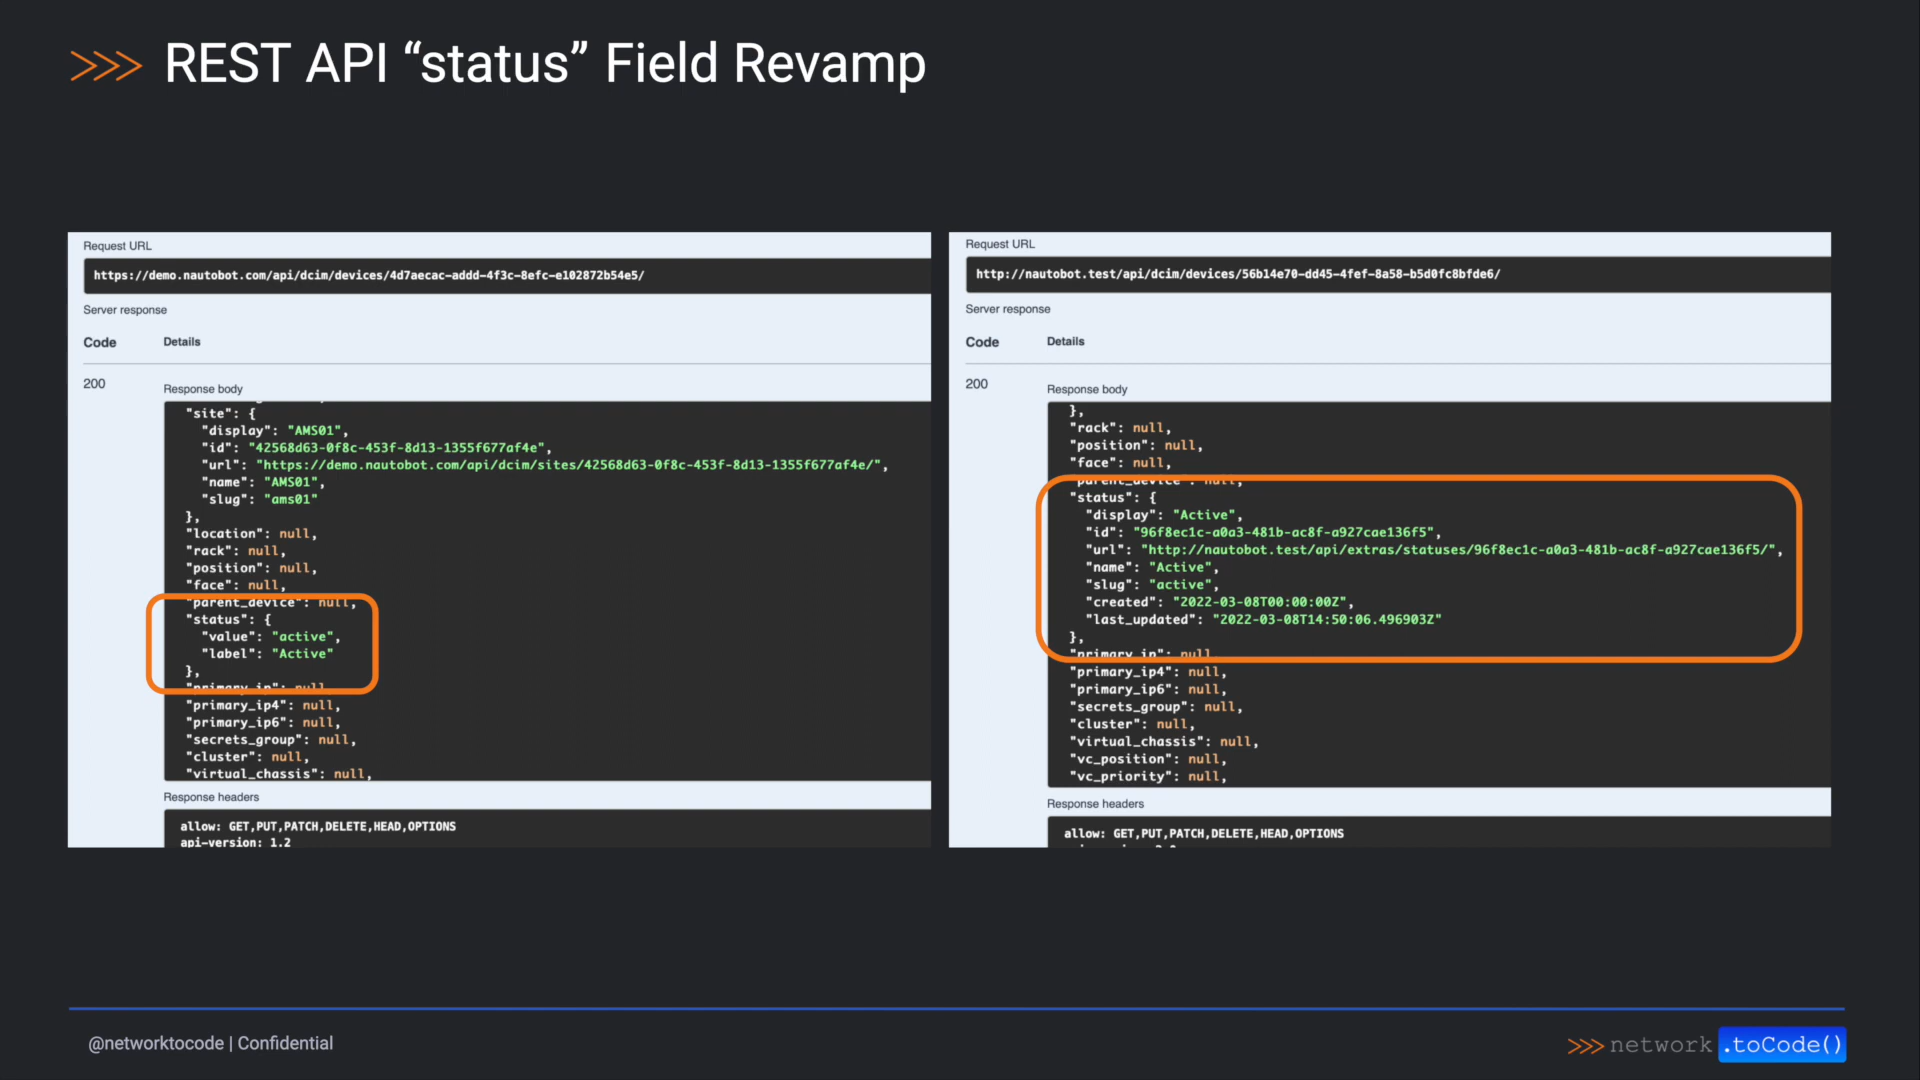 >>> REST API “status” Field Revamp
Request URL
https://demo.nautobot.com/api/dcim/devices/4d7aecac-addd-4f3c-8efc-e102872b54e5/
Server response
Code Details
200
Response body
"site": {
"display": "AMS01",
"id": "42568d63-0f8c-453f-8d13-1355f677af4e",
"url": "https://demo.nautobot.com/api/dcim/sites/42568d63-0f8c-453f-8d13-1355f677af4e/",
"name": "AMS01",
"slug": "ams01"
},
"location": null,
"rack": null,
"position": null,
"face": null,
"parent_device": null,
"status": {
"value": "active",
"label": "Active"
},
"primary_ip": null
"primary_ip4": null,
"primary_ip6": null,
"secrets_group": null,
"cluster": null,
"virtual_chassis": null,
Response headers
allow: GET,PUT,PATCH,DELETE,HEAD,OPTIONS
api-version: 1.2
Request URL
http://nautobot.test/api/dcim/devices/56b14e70-dd45-4fef-8a58-b5d0fc8bfde6/
Server response
Code Details
200
Response body
},
"rack": null,
"position": null,
"face": null,
"parent_device": null,
"status": {
"display": "Active",
"id": "96f8ec1c-a0a3-481b-ac8f-a927cae136f5",
"url": "http://nautobot.test/api/extras/statuses/96f8ec1c-a0a3-481b-ac8f-a927cae136f5/",
"name": "Active",
"slug": "active",
"created": "2022-03-08T00:00:00Z",
"last_updated": "2022-03-08T14:50:06.496903Z"
},
"primary_ip": null
"primary_ip4": null,
"primary_ip6": null,
"secrets_group": null,
"cluster": null,
"virtual_chassis": null,
"vc_position": null,
"vc_priority": null,
Response headers
allow: GET,PUT,PATCH,DELETE,HEAD,OPTIONS
@networktocode | Confidential
>>> network .toCode()